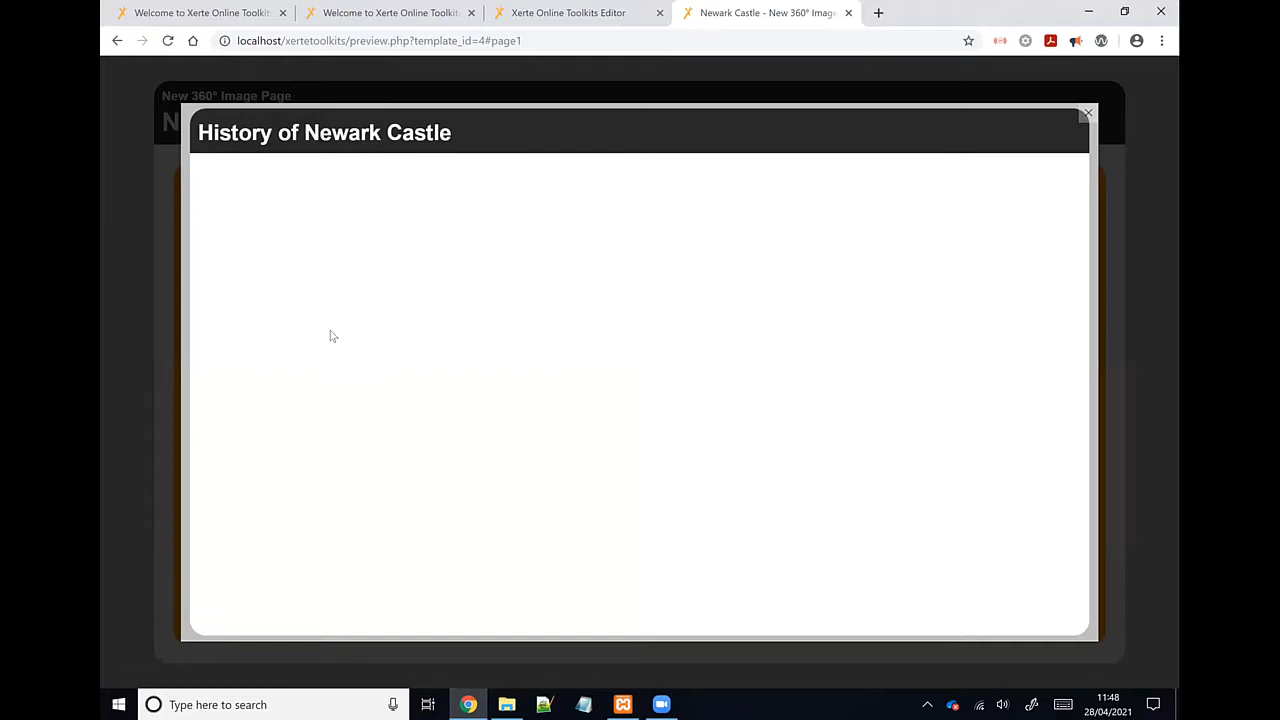 Welcome to Xerte Online Toolkit
Welcome to Xerte Online Toolkit
Xerte Online Toolkits Editor
Newark Castle - New 360° Imag
localhost/xertetoolkits/preview.php?template_id=4#page1
New 360° Image Page
N
History of Newark Castle
Type here to search
11:48
28/04/2021